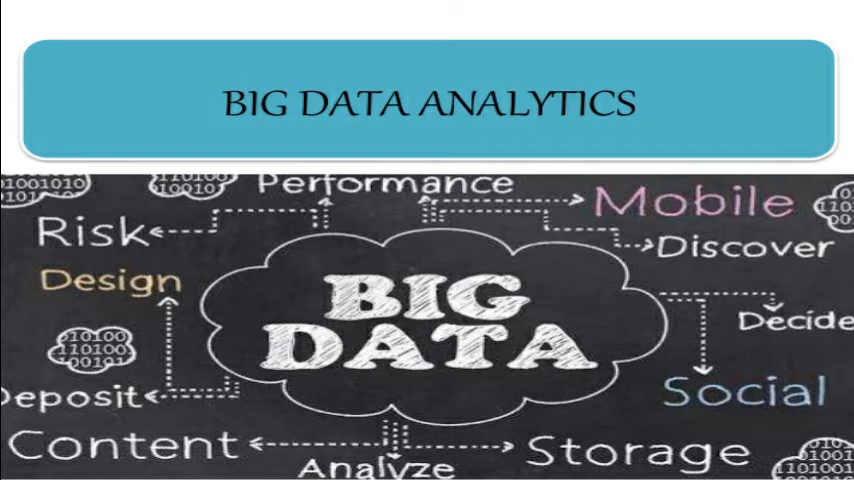 BIG DATA ANALYTICS
Performance
Mobile
Risk
Discover
Design
BIG
DATA
Decide
Deposit
Social
Content
Storage
Analyze